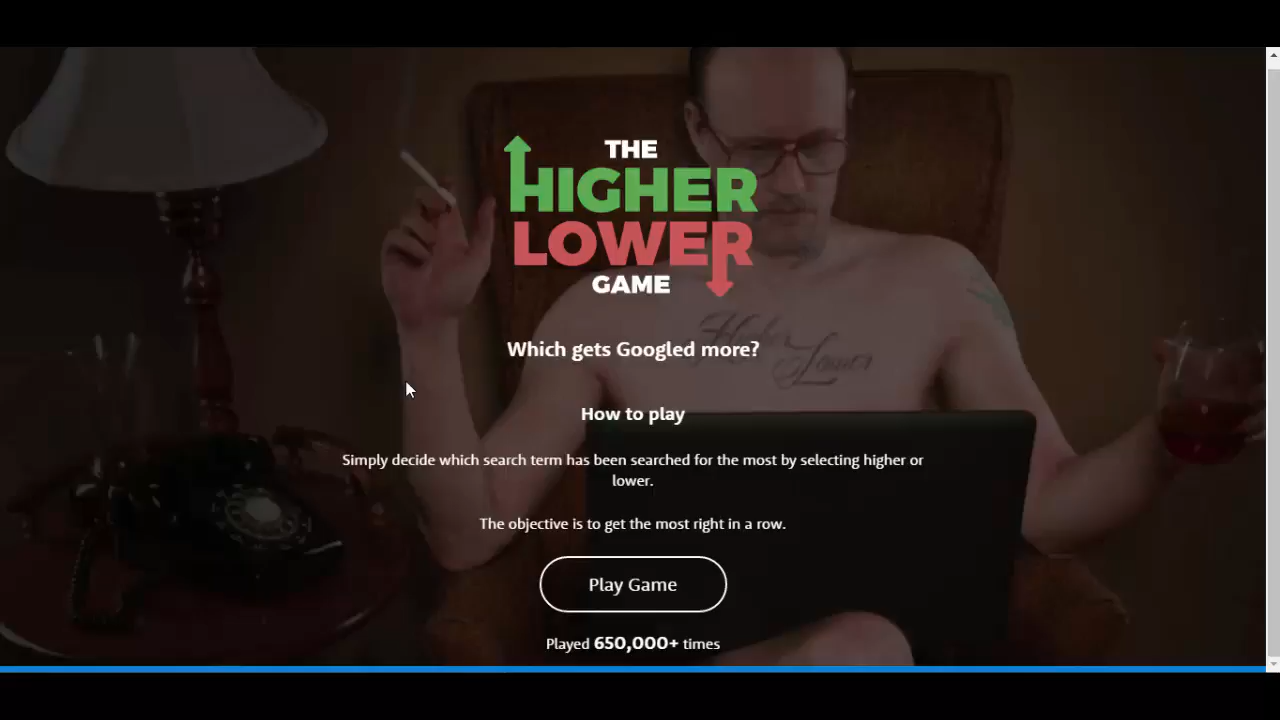 THE
HIGHER
LOWER
GAME
Higher
Lower
Which gets Googled more?
How to play
Simply decide which search term has been searched for the most by selecting higher or
lower.
The objective is to get the most right in a row.
Play Game
Played 650,000+ times